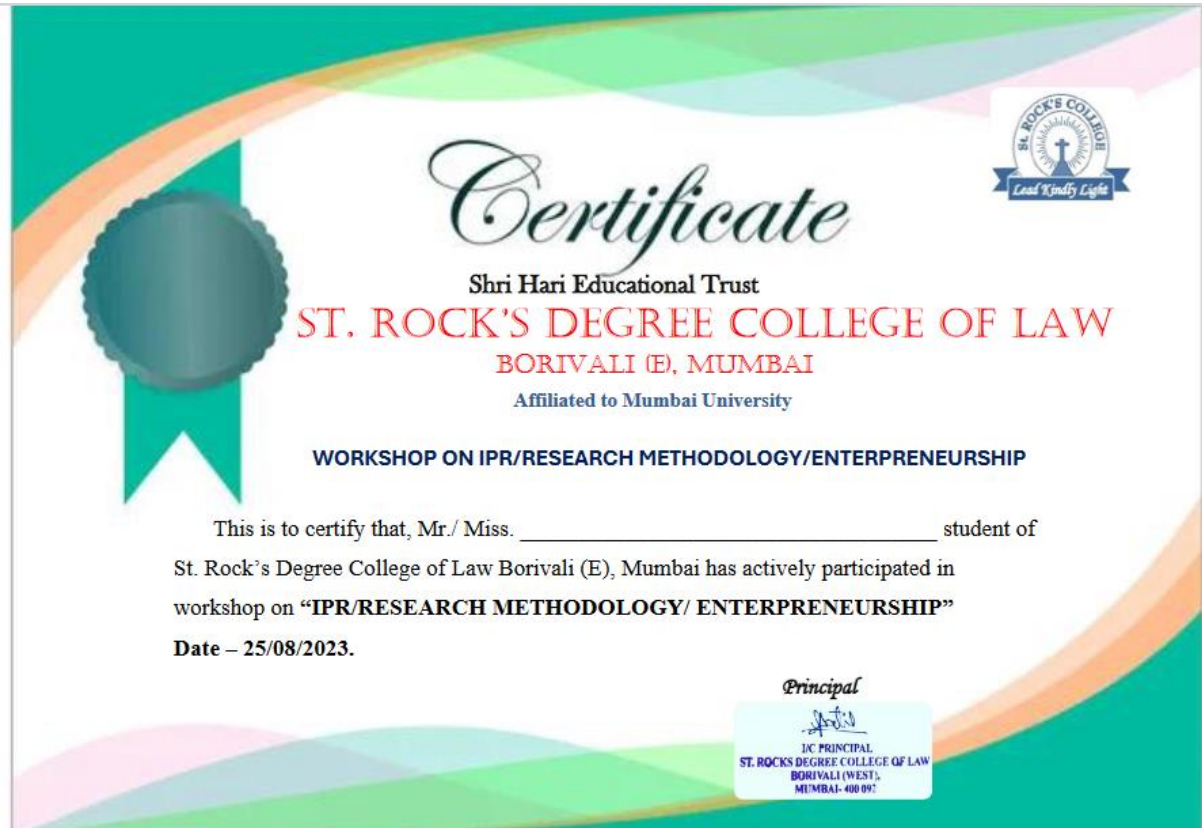 Certificate
ST. ROCK'S COLLEGE
Lead Kindly Light
Shri Hari Educational Trust
ST. ROCK'S DEGREE COLLEGE OF LAW
BORIVALI (E), MUMBAI
Affiliated to Mumbai University
WORKSHOP ON IPR/RESEARCH METHODOLOGY/ENTERPRENEURSHIP
This is to certify that, Mr./ Miss. student of
St. Rock’s Degree College of Law Borivali (E), Mumbai has actively participated in
workshop on “IPR/RESEARCH METHODOLOGY/ ENTERPRENEURSHIP”
Date – 25/08/2023.
Principal
I/C PRINCIPAL
ST. ROCKS DEGREE COLLEGE OF LAW
BORIVALI (WEST),
MUMBAI- 400 092